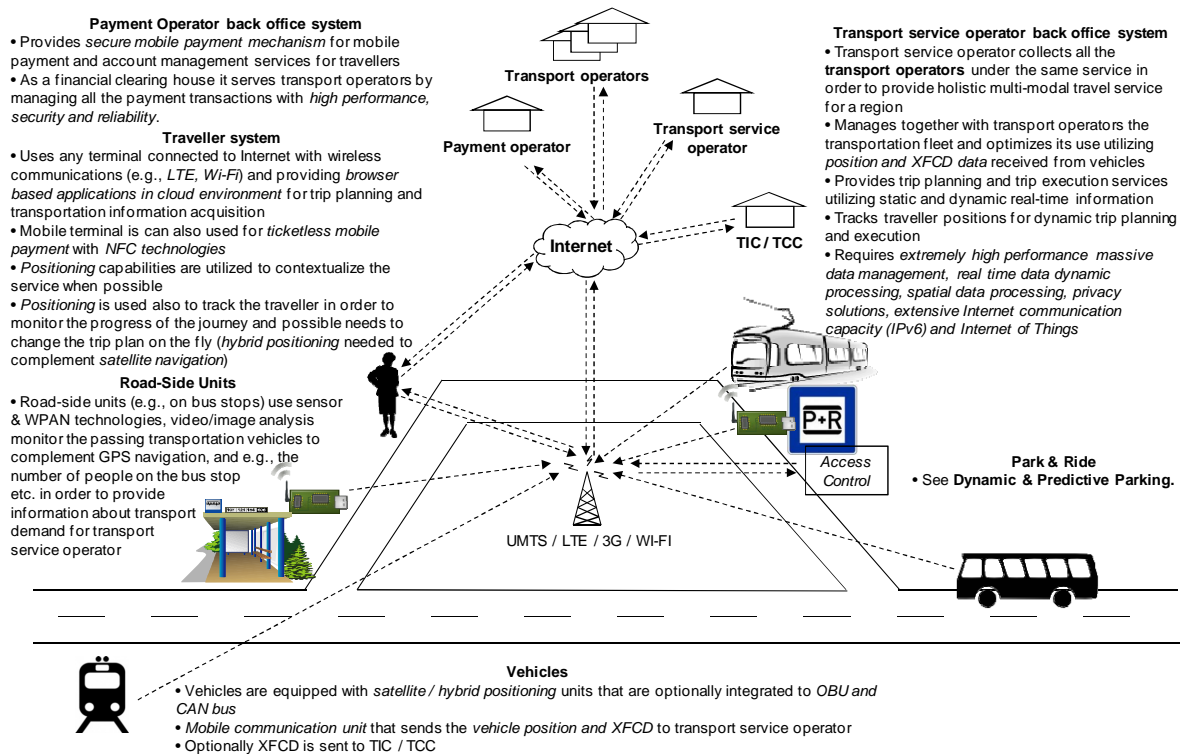 Payment Operator back office system
• Provides secure mobile payment mechanism for mobile
payment and account management services for travellers
• As a financial clearing house it serves transport operators by
managing all the payment transactions with high performance,
security and reliability.
Traveller system
• Uses any terminal connected to Internet with wireless
communications (e.g., LTE, Wi-Fi) and providing browser
based applications in cloud environment for trip planning and
transportation information acquisition
• Mobile terminal is can also used for ticketless mobile
payment with NFC technologies
• Positioning capabilities are utilized to contextualize the
service when possible
• Positioning is used also to track the traveller in order to
monitor the progress of the journey and possible needs to
change the trip plan on the fly (hybrid positioning needed to
complement satellite navigation)
Road-Side Units
• Road-side units (e.g., on bus stops) use sensor
& WPAN technologies, video/image analysis
monitor the passing transportation vehicles to
complement GPS navigation, and e.g., the
number of people on the bus stop
etc. in order to provide
information about transport
demand for transport
service operator
Transport operators
Payment operator
Transport service
operator
Internet
TIC / TCC
Transport service operator back office system
• Transport service operator collects all the
transport operators under the same service in
order to provide holistic multi-modal travel service
for a region
• Manages together with transport operators the
transportation fleet and optimizes its use utilizing
position and XFCD data received from vehicles
• Provides trip planning and trip execution services
utilizing static and dynamic real-time information
• Tracks traveller positions for dynamic trip planning
and execution
• Requires extremely high performance massive
data management, real time data dynamic
processing, spatial data processing, privacy
solutions, extensive Internet communication
capacity (IPv6) and Internet of Things
P+R
Access
Control
Park & Ride
• See Dynamic & Predictive Parking.
UMTS / LTE / 3G / WI-FI
Vehicles
• Vehicles are equipped with satellite / hybrid positioning units that are optionally integrated to OBU and
CAN bus
• Mobile communication unit that sends the vehicle position and XFCD to transport service operator
• Optionally XFCD is sent to TIC / TCC